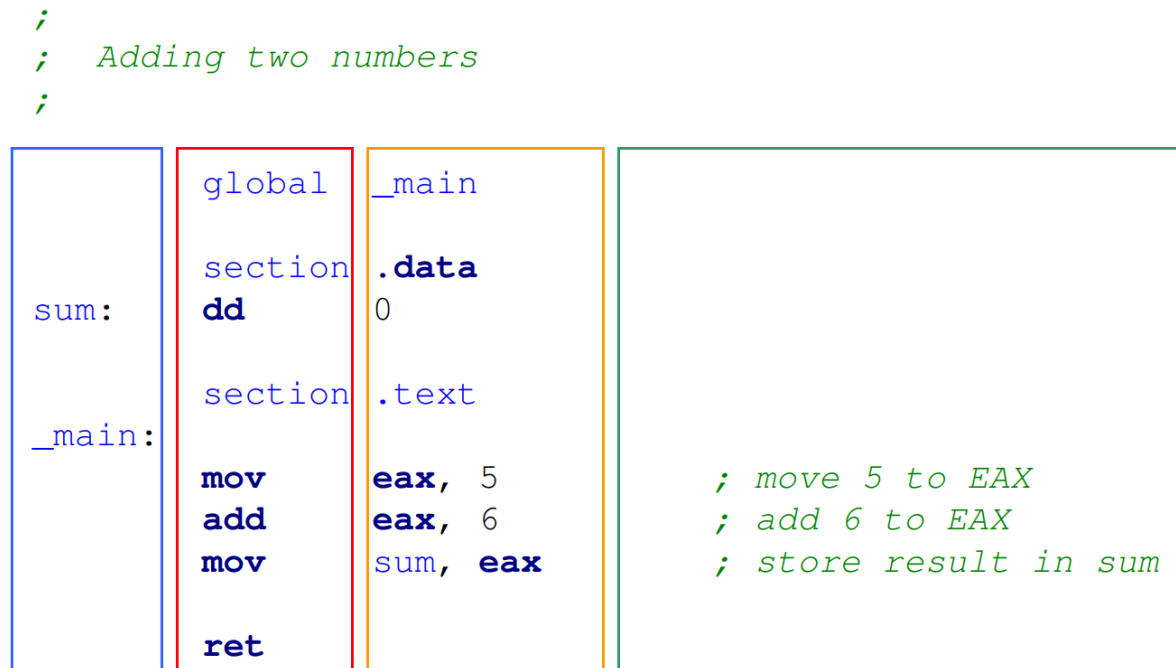 ;
; Adding two numbers
;
global _main
section .data
sum: dd 0
section .text
_main:
mov eax, 5 ; move 5 to EAX
add eax, 6 ; add 6 to EAX
mov sum, eax ; store result in sum
ret